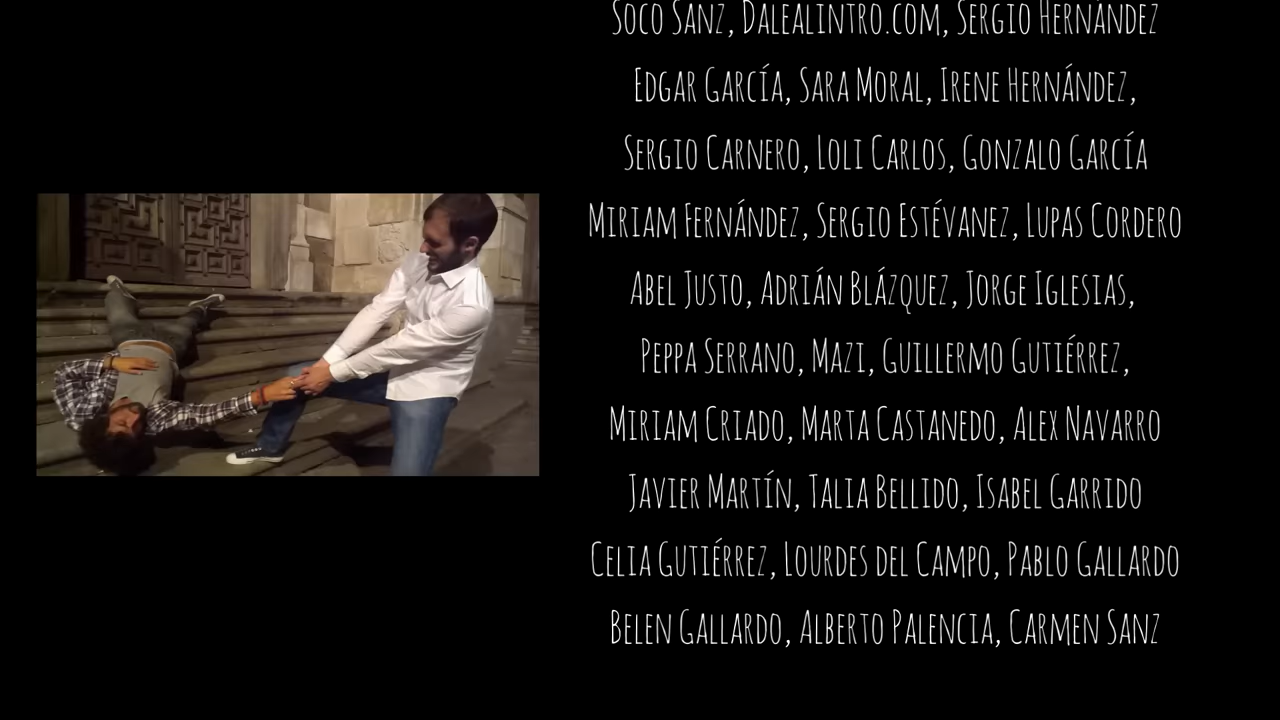 Soco Sanz, Dalealintro.com, Sergio Hernández
Edgar García, Sara Moral, Irene Hernández,
Sergio Carnero, Loli Carlos, Gonzalo García
Miriam Fernández, Sergio Estévanez, Lupas Cordero
Abel Justo, Adrián Blázquez, Jorge Iglesias,
Peppa Serrano, Mazi, Guillermo Gutiérrez,
Miriam Criado, Marta Castanedo, Alex Navarro
Javier Martín, Talia Bellido, Isabel Garrido
Celia Gutiérrez, Lourdes del Campo, Pablo Gallardo
Belen Gallardo, Alberto Palencia, Carmen Sanz